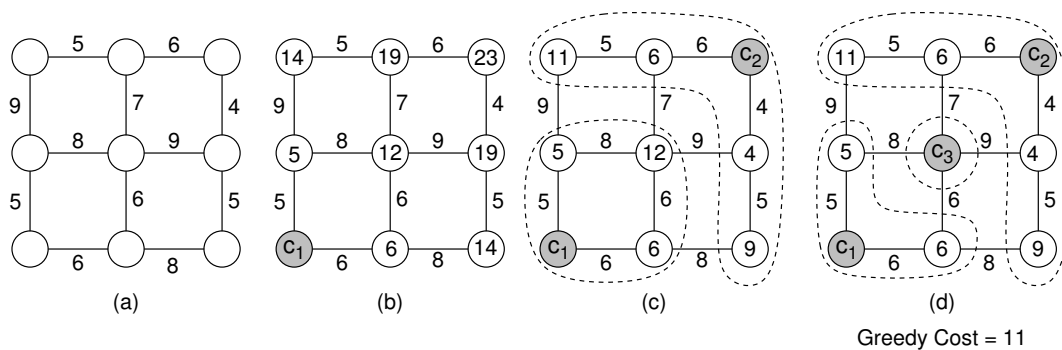 5 6 5 6 5 6 5 6
14 19 23 11 6 c2 11 6 c2
9 7 4 9 7 4 9 7 4 9 7 4
8 9 8 9 8 9 8 9
5 12 19 5 12 4 5 c3 4
5 6 5 5 6 5 5 6 5 5 6 5
c1 6 14 c1 6 9 c1 6 9
6 8 6 8 6 8 6 8
(a) (b) (c) (d)
Greedy Cost = 11